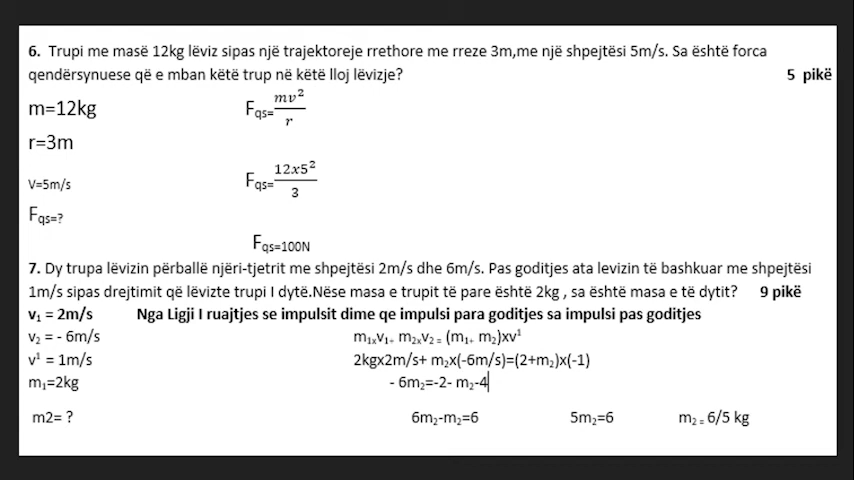 6. Trupi me masë 12kg lëviz sipas një trajektoreje rrethore me rreze 3m,me një shpejtësi 5m/s. Sa është forca
qendërsynuese që e mban këtë trup në këtë lloj lëvizje? 5 pikë
m=12kg Fqs=mv²/r
r=3m
V=5m/s Fqs=12x5²/3
Fqs=?
Fqs=100N
7. Dy trupa lëvizin përballë njëri-tjetrit me shpejtësi 2m/s dhe 6m/s. Pas goditjes ata levizin të bashkuar me shpejtësi
1m/s sipas drejtimit që lëvizte trupi I dytë.Nëse masa e trupit të pare është 2kg , sa është masa e të dytit? 9 pikë
v₁ = 2m/s Nga Ligji I ruajtjes se impulsit dime qe impulsi para goditjes sa impulsi pas goditjes
v₂ = - 6m/s m₁ₓv₁₊ m₂ₓv₂ ₌ (m₁₊ m₂)xv¹
v¹ = 1m/s 2kgx2m/s+ m₂x(-6m/s)=(2+m₂)x(-1)
m₁=2kg - 6m₂=-2- m₂-4
m2= ? 6m₂-m₂=6 5m₂=6 m₂ ₌ 6/5 kg